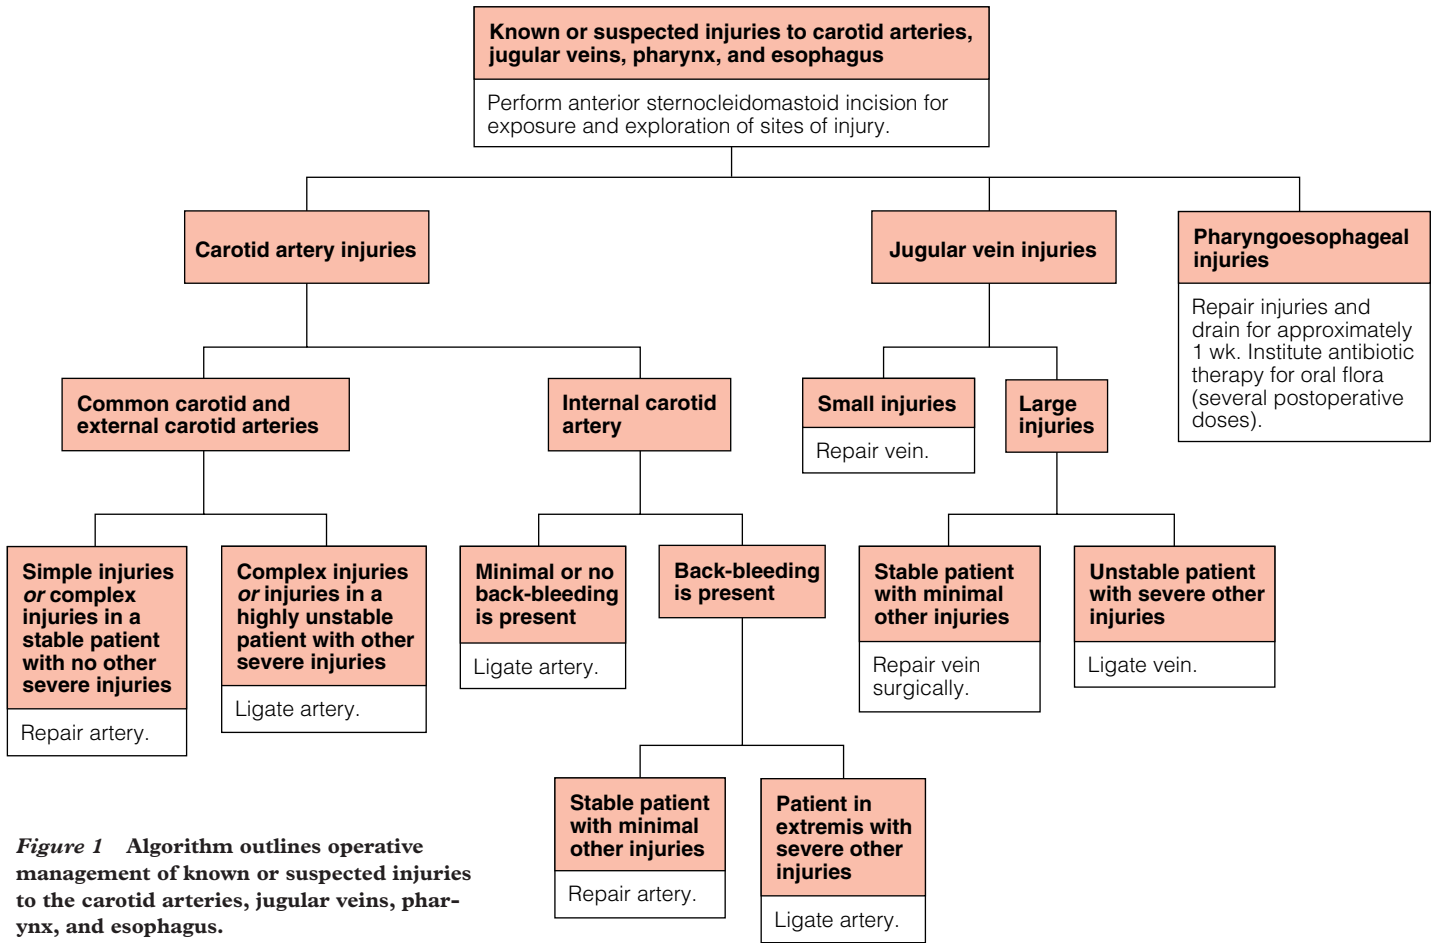 Known or suspected injuries to carotid arteries,
jugular veins, pharynx, and esophagus
Perform anterior sternocleidomastoid incision for
exposure and exploration of sites of injury.
Carotid artery injuries
Jugular vein injuries
Pharyngoesophageal
injuries
Repair injuries and
drain for approximately
1 wk. Institute antibiotic
therapy for oral flora
(several postoperative
doses).
Common carotid and
external carotid arteries
Internal carotid
artery
Small injuries
Repair vein.
Large
injuries
Simple injuries
or complex
injuries in a
stable patient
with no other
severe injuries
Repair artery.
Complex injuries
or injuries in a
highly unstable
patient with other
severe injuries
Ligate artery.
Minimal or no
back-bleeding
is present
Ligate artery.
Back-bleeding
is present
Stable patient
with minimal
other injuries
Repair vein
surgically.
Unstable patient
with severe other
injuries
Ligate vein.
Stable patient
with minimal
other injuries
Repair artery.
Patient in
extremis with
severe other
injuries
Ligate artery.
Figure 1 Algorithm outlines operative
management of known or suspected injuries
to the carotid arteries, jugular veins, phar-
ynx, and esophagus.